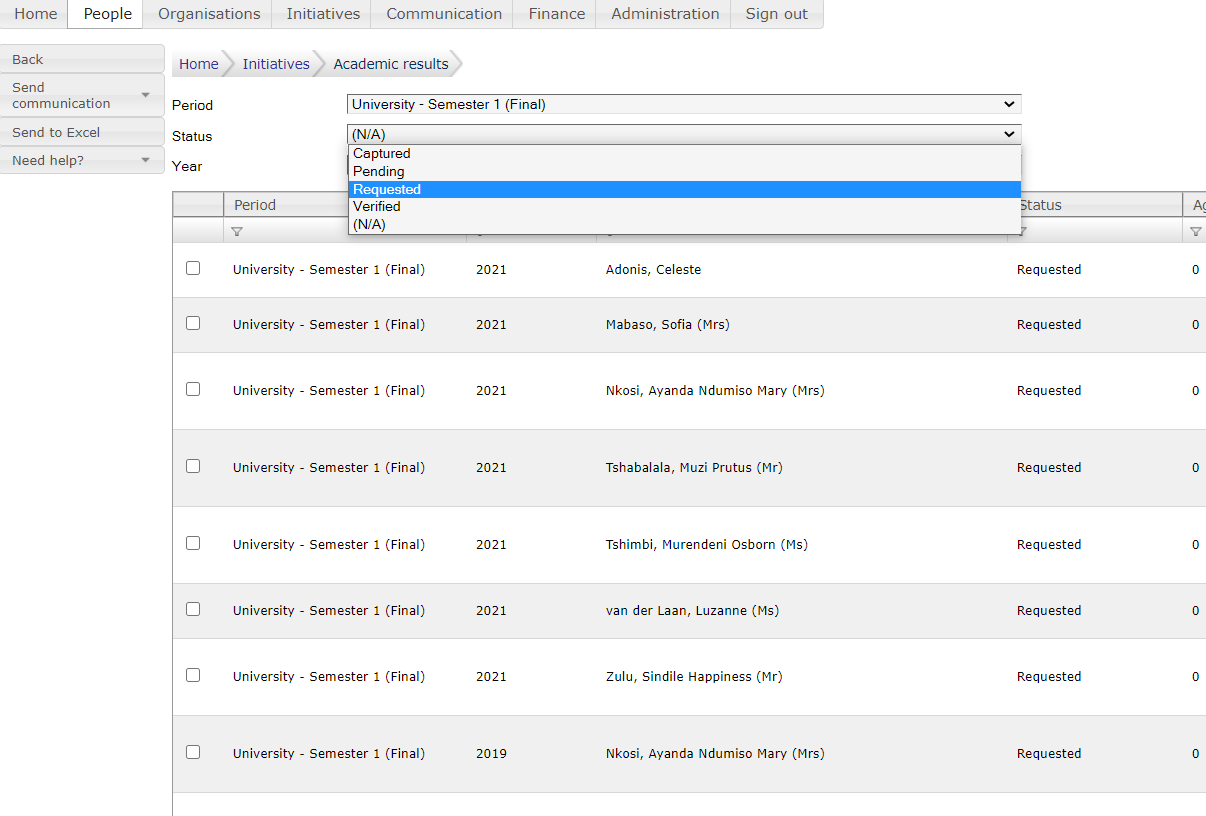 Home People Organisations Initiatives Communication Finance Administration Sign out
Back
Send
communication
Send to Excel
Need help?
Home Initiatives Academic results
Period University - Semester 1 (Final)
Status (N/A)
Captured
Pending
Requested
Verified
(N/A)
Year
Period Status
University - Semester 1 (Final) 2021 Adonis, Celeste Requested 0
University - Semester 1 (Final) 2021 Mabaso, Sofia (Mrs) Requested 0
University - Semester 1 (Final) 2021 Nkosi, Ayanda Ndumiso Mary (Mrs) Requested 0
University - Semester 1 (Final) 2021 Tshabalala, Muzi Prutus (Mr) Requested 0
University - Semester 1 (Final) 2021 Tshimbi, Murendeni Osborn (Ms) Requested 0
University - Semester 1 (Final) 2021 van der Laan, Luzanne (Ms) Requested 0
University - Semester 1 (Final) 2021 Zulu, Sindile Happiness (Mr) Requested 0
University - Semester 1 (Final) 2019 Nkosi, Ayanda Ndumiso Mary (Mrs) Requested 0